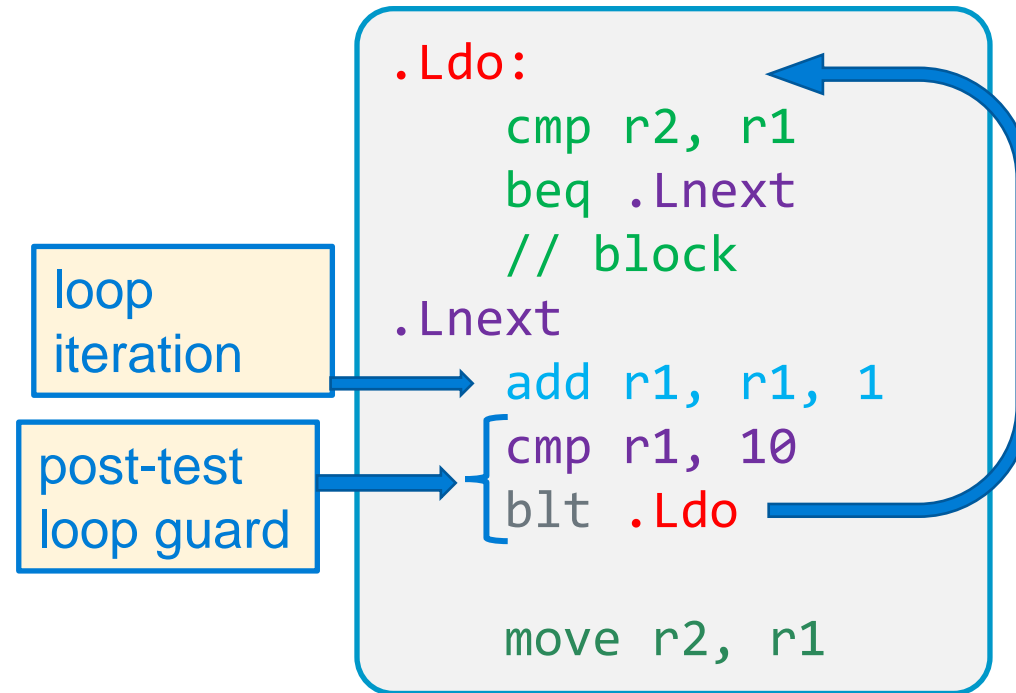 .Ldo:
cmp r2, r1
beq .Lnext
// block
.Lnext
add r1, r1, 1
cmp r1, 10
blt .Ldo
move r2, r1
loop
iteration
post-test
loop guard